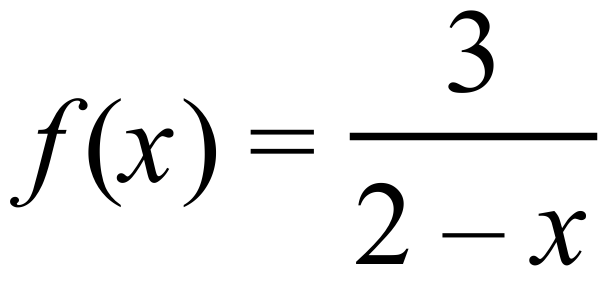 f(x) = 3/(2 − x)